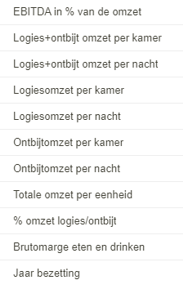 EBITDA in % van de omzet
Logies+ontbijt omzet per kamer
Logies+ontbijt omzet per nacht
Logiesomzet per kamer
Logiesomzet per nacht
Ontbijtomzet per kamer
Ontbijtomzet per nacht
Totale omzet per eenheid
% omzet logies/ontbijt
Brutomarge eten en drinken
Jaar bezetting